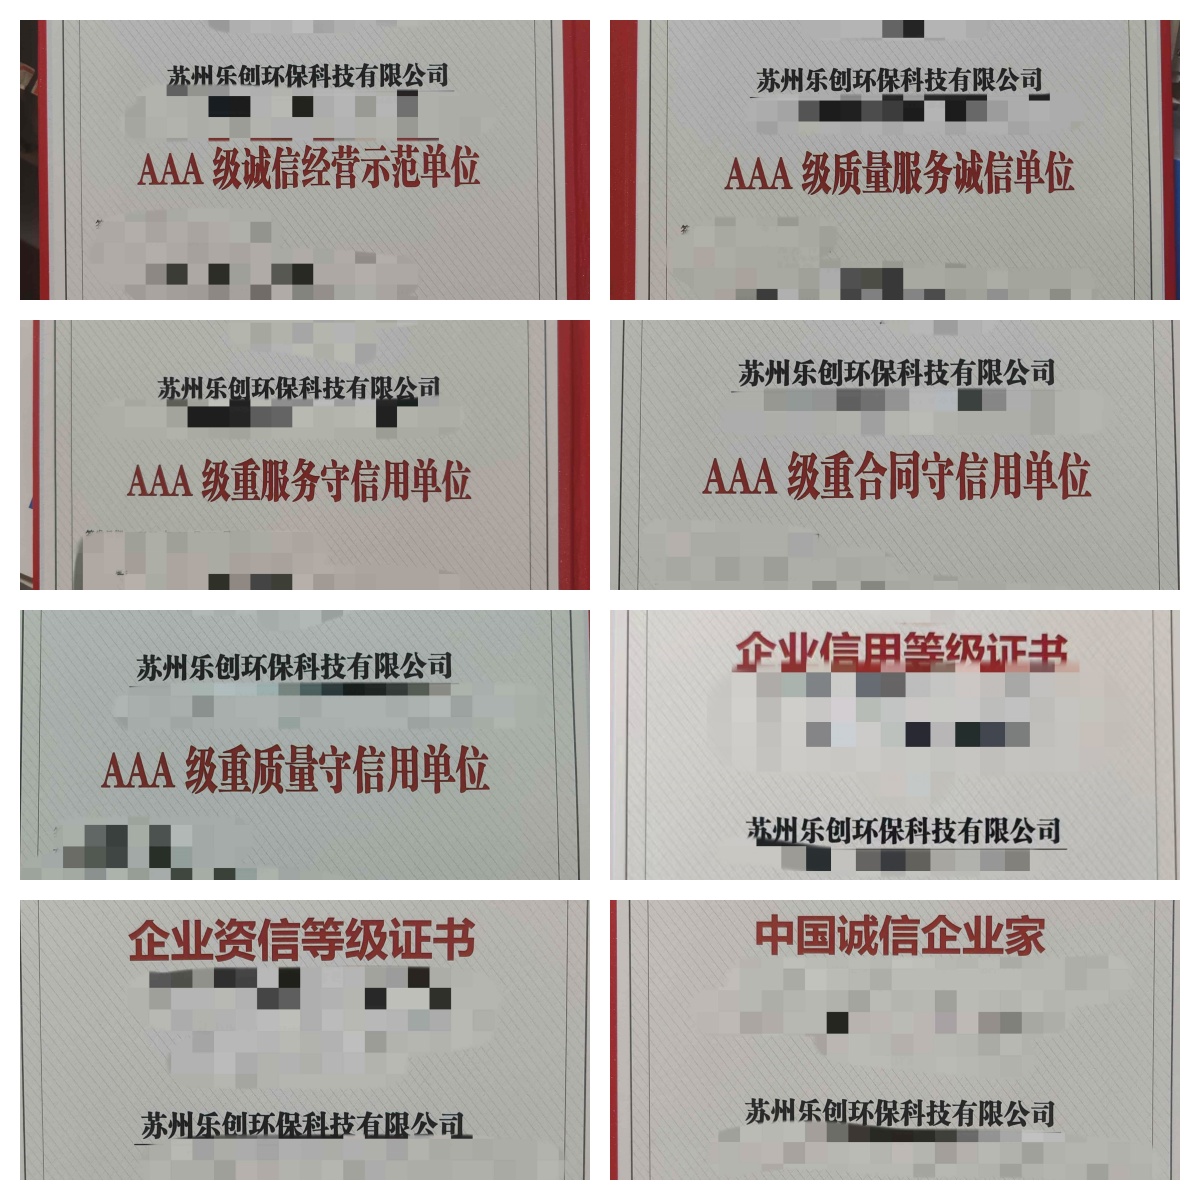 苏州乐创环保科技有限公司
AAA 级诚信经营示范单位
苏州乐创环保科技有限公司
AAA 级质量服务诚信单位
苏州乐创环保科技有限公司
AAA 级重服务守信用单位
苏州乐创环保科技有限公司
AAA 级重合同守信用单位
苏州乐创环保科技有限公司
AAA 级重质量守信用单位
企业信用等级证书
苏州乐创环保科技有限公司
企业资信等级证书
苏州乐创环保科技有限公司
中国诚信企业家
苏州乐创环保科技有限公司